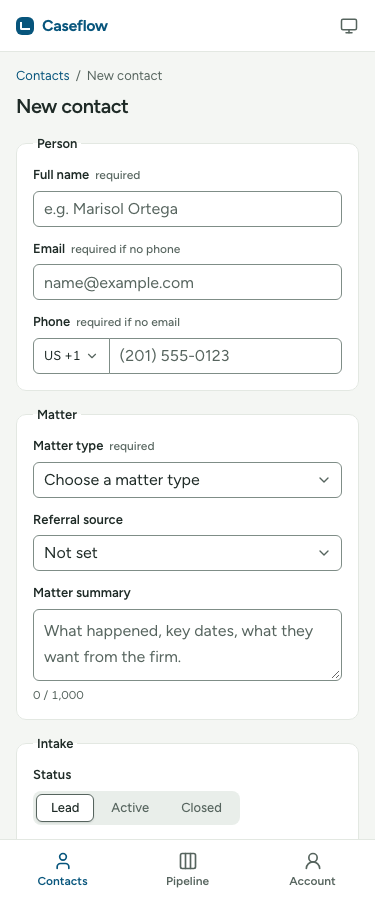 Caseflow
Contacts / New contact
New contact
Person
Full name required
e.g. Marisol Ortega
Email required if no phone
name@example.com
Phone required if no email
US +1 (201) 555-0123
Matter
Matter type required
Choose a matter type
Referral source
Not set
Matter summary
What happened, key dates, what they
want from the firm.
0 / 1,000
Intake
Status
Lead Active Closed
Contacts Pipeline Account